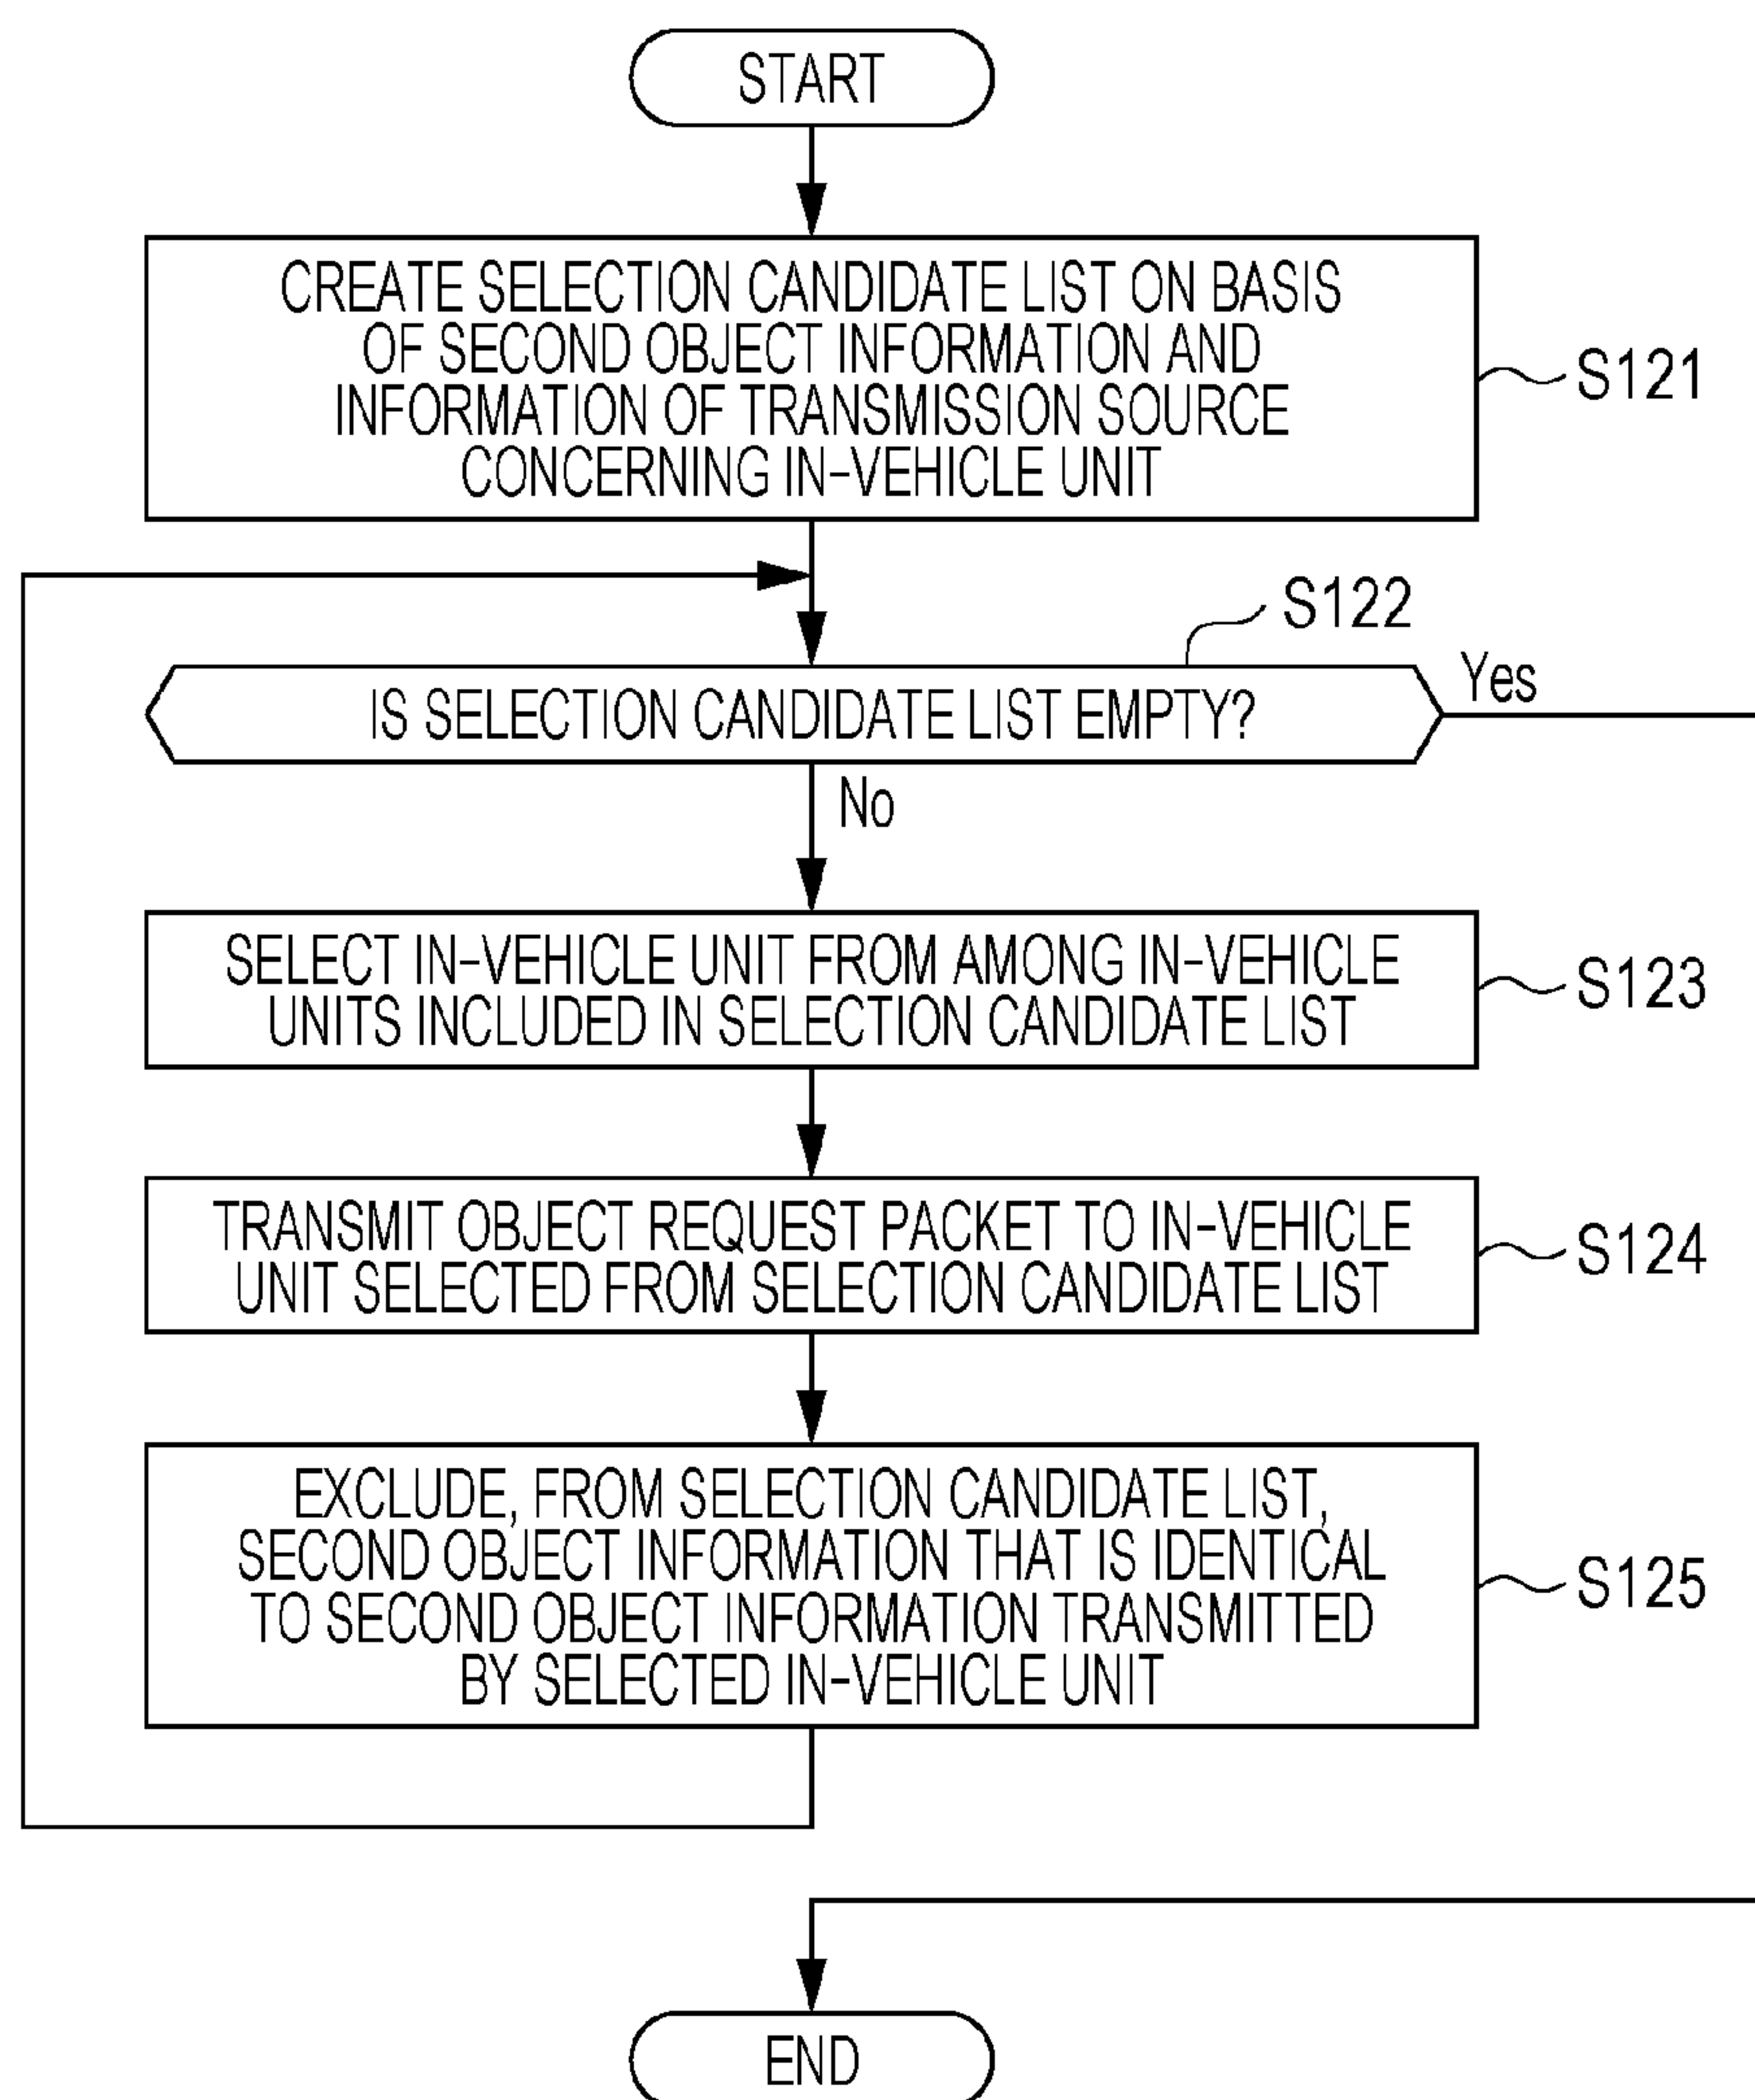 START
CREATE SELECTION CANDIDATE LIST ON BASIS
OF SECOND OBJECT INFORMATION AND
INFORMATION OF TRANSMISSION SOURCE
CONCERNING IN-VEHICLE UNIT
S121
S122
IS SELECTION CANDIDATE LIST EMPTY?
Yes
No
SELECT IN-VEHICLE UNIT FROM AMONG IN-VEHICLE
UNITS INCLUDED IN SELECTION CANDIDATE LIST
S123
TRANSMIT OBJECT REQUEST PACKET TO IN-VEHICLE
UNIT SELECTED FROM SELECTION CANDIDATE LIST
S124
EXCLUDE, FROM SELECTION CANDIDATE LIST,
SECOND OBJECT INFORMATION THAT IS IDENTICAL
TO SECOND OBJECT INFORMATION TRANSMITTED
BY SELECTED IN-VEHICLE UNIT
S125
END